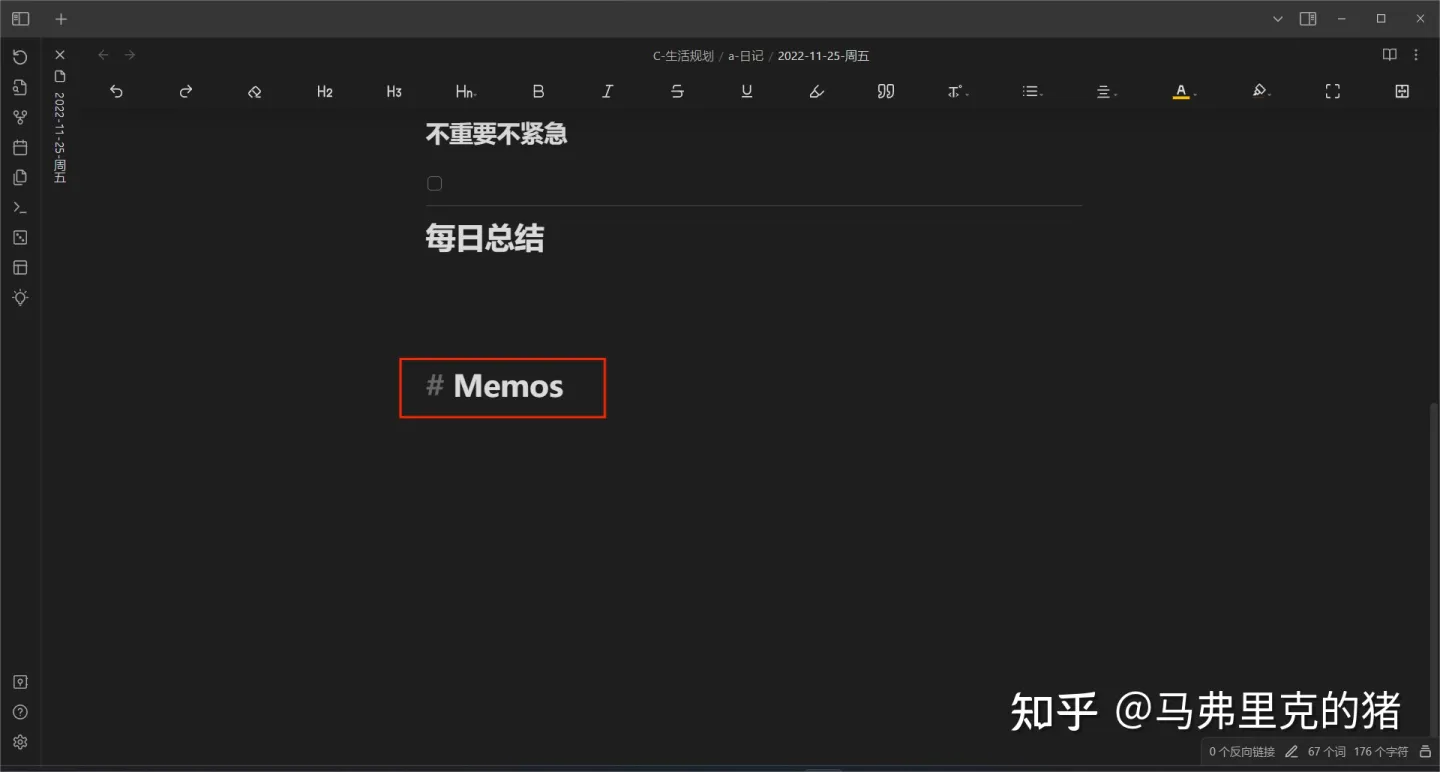 C-生活规划 / a-日记 / 2022-11-25-周五
2022-11-25-周五
H2 H3 Hn B I S U T A
不重要不紧急
每日总结
# Memos
知乎 @马弗里克的猪
0 个反向链接 67 个词 176 个字符